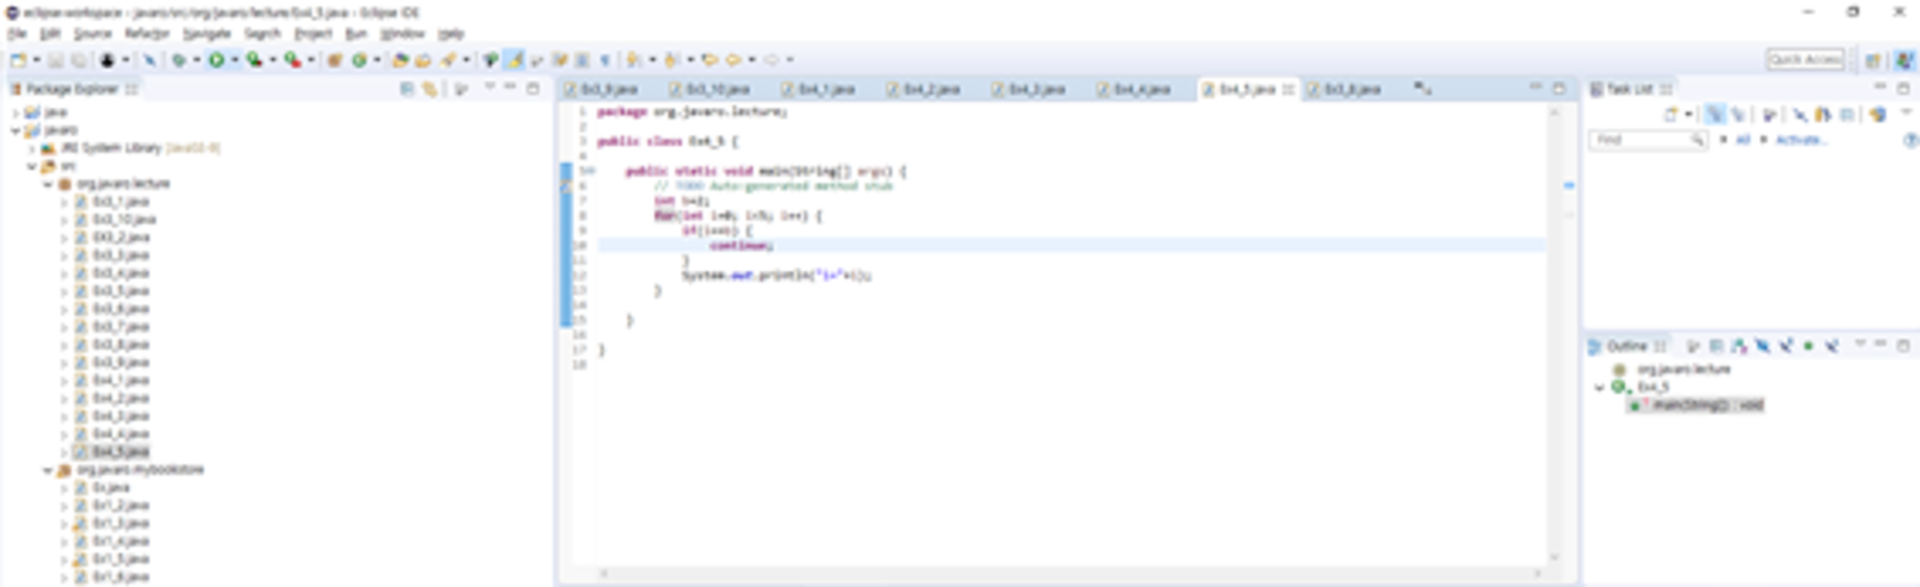 eclipse-workspace - javaro/src/org/javaro/lecture/Ex4_5.java - Eclipse IDE
File Edit Source Refactor Navigate Search Project Run Window Help
Quick Access
Package Explorer
java
javaro
JRE System Library
src
org.javaro.lecture
Ex3_1.java
Ex3_10.java
EX3_2.java
Ex3_3.java
Ex3_4.java
Ex3_5.java
Ex3_6.java
Ex3_7.java
Ex3_8.java
Ex3_9.java
Ex4_1.java
Ex4_2.java
Ex4_3.java
Ex4_4.java
Ex4_5.java
org.javaro.mybookstore
Ex.java
Ex1_2.java
Ex1_3.java
Ex1_4.java
Ex1_5.java
Ex1_6.java
Ex3_9.java Ex3_10.java Ex4_1.java Ex4_2.java Ex4_3.java Ex4_4.java Ex4_5.java Ex3_8.java
1 package org.javaro.lecture;
2
3 public class Ex4_5 {
4
5 public static void main(String[] args) {
6 // TODO Auto-generated method stub
7 int
8 for(int i=0; i<5; i++) {
9 if( {
10 continue;
11 }
12 System.out.println("i="+i);
13 }
14
15 }
16
17 }
18
Task List
Find All Activate...
Outline
org.javaro.lecture
Ex4_5
main(String[]) : void